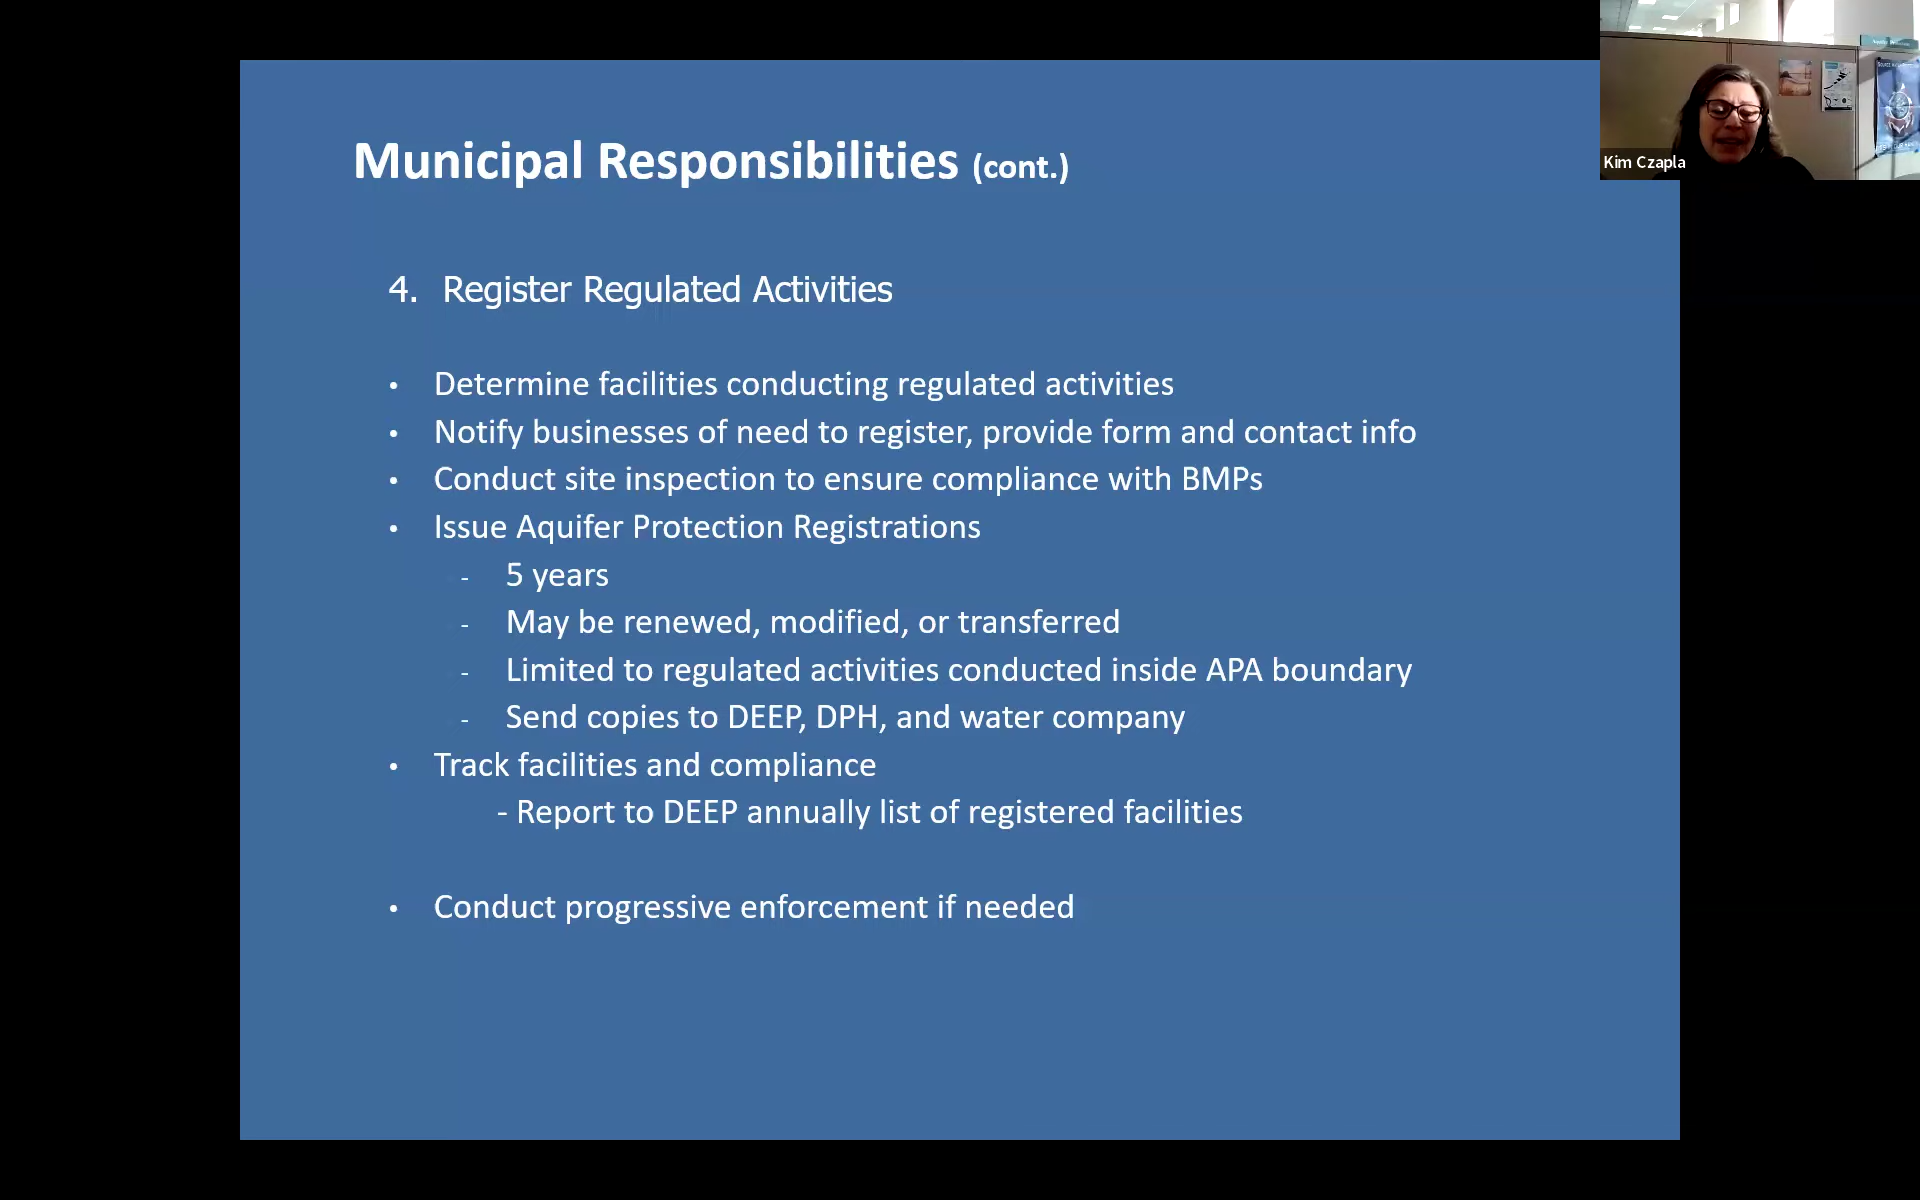 Municipal Responsibilities (cont.)
4. Register Regulated Activities
• Determine facilities conducting regulated activities
• Notify businesses of need to register, provide form and contact info
• Conduct site inspection to ensure compliance with BMPs
• Issue Aquifer Protection Registrations
- 5 years
- May be renewed, modified, or transferred
- Limited to regulated activities conducted inside APA boundary
- Send copies to DEEP, DPH, and water company
• Track facilities and compliance
- Report to DEEP annually list of registered facilities
• Conduct progressive enforcement if needed
Kim Czapla